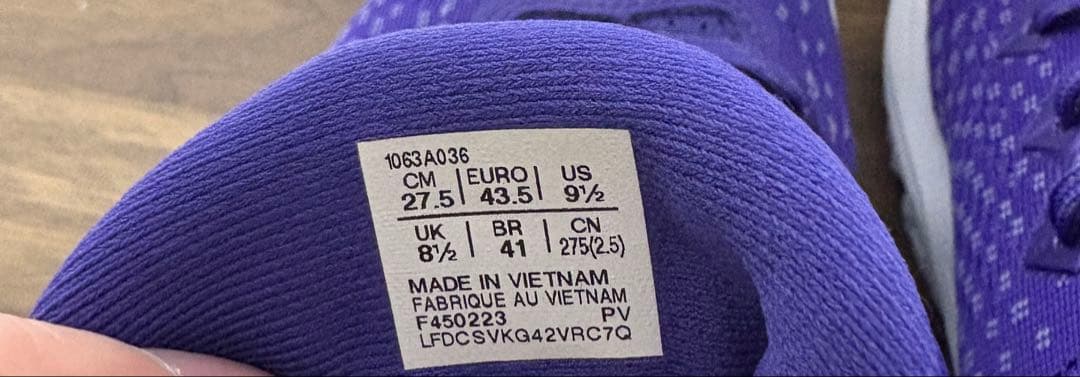 1063A036
CM | EURO | US
27.5 | 43.5 | 9½
UK | BR | CN
8½ | 41 | 275(2.5)
MADE IN VIETNAM
FABRIQUE AU VIETNAM
F450223 PV
LFDCSVKG42VRC7Q